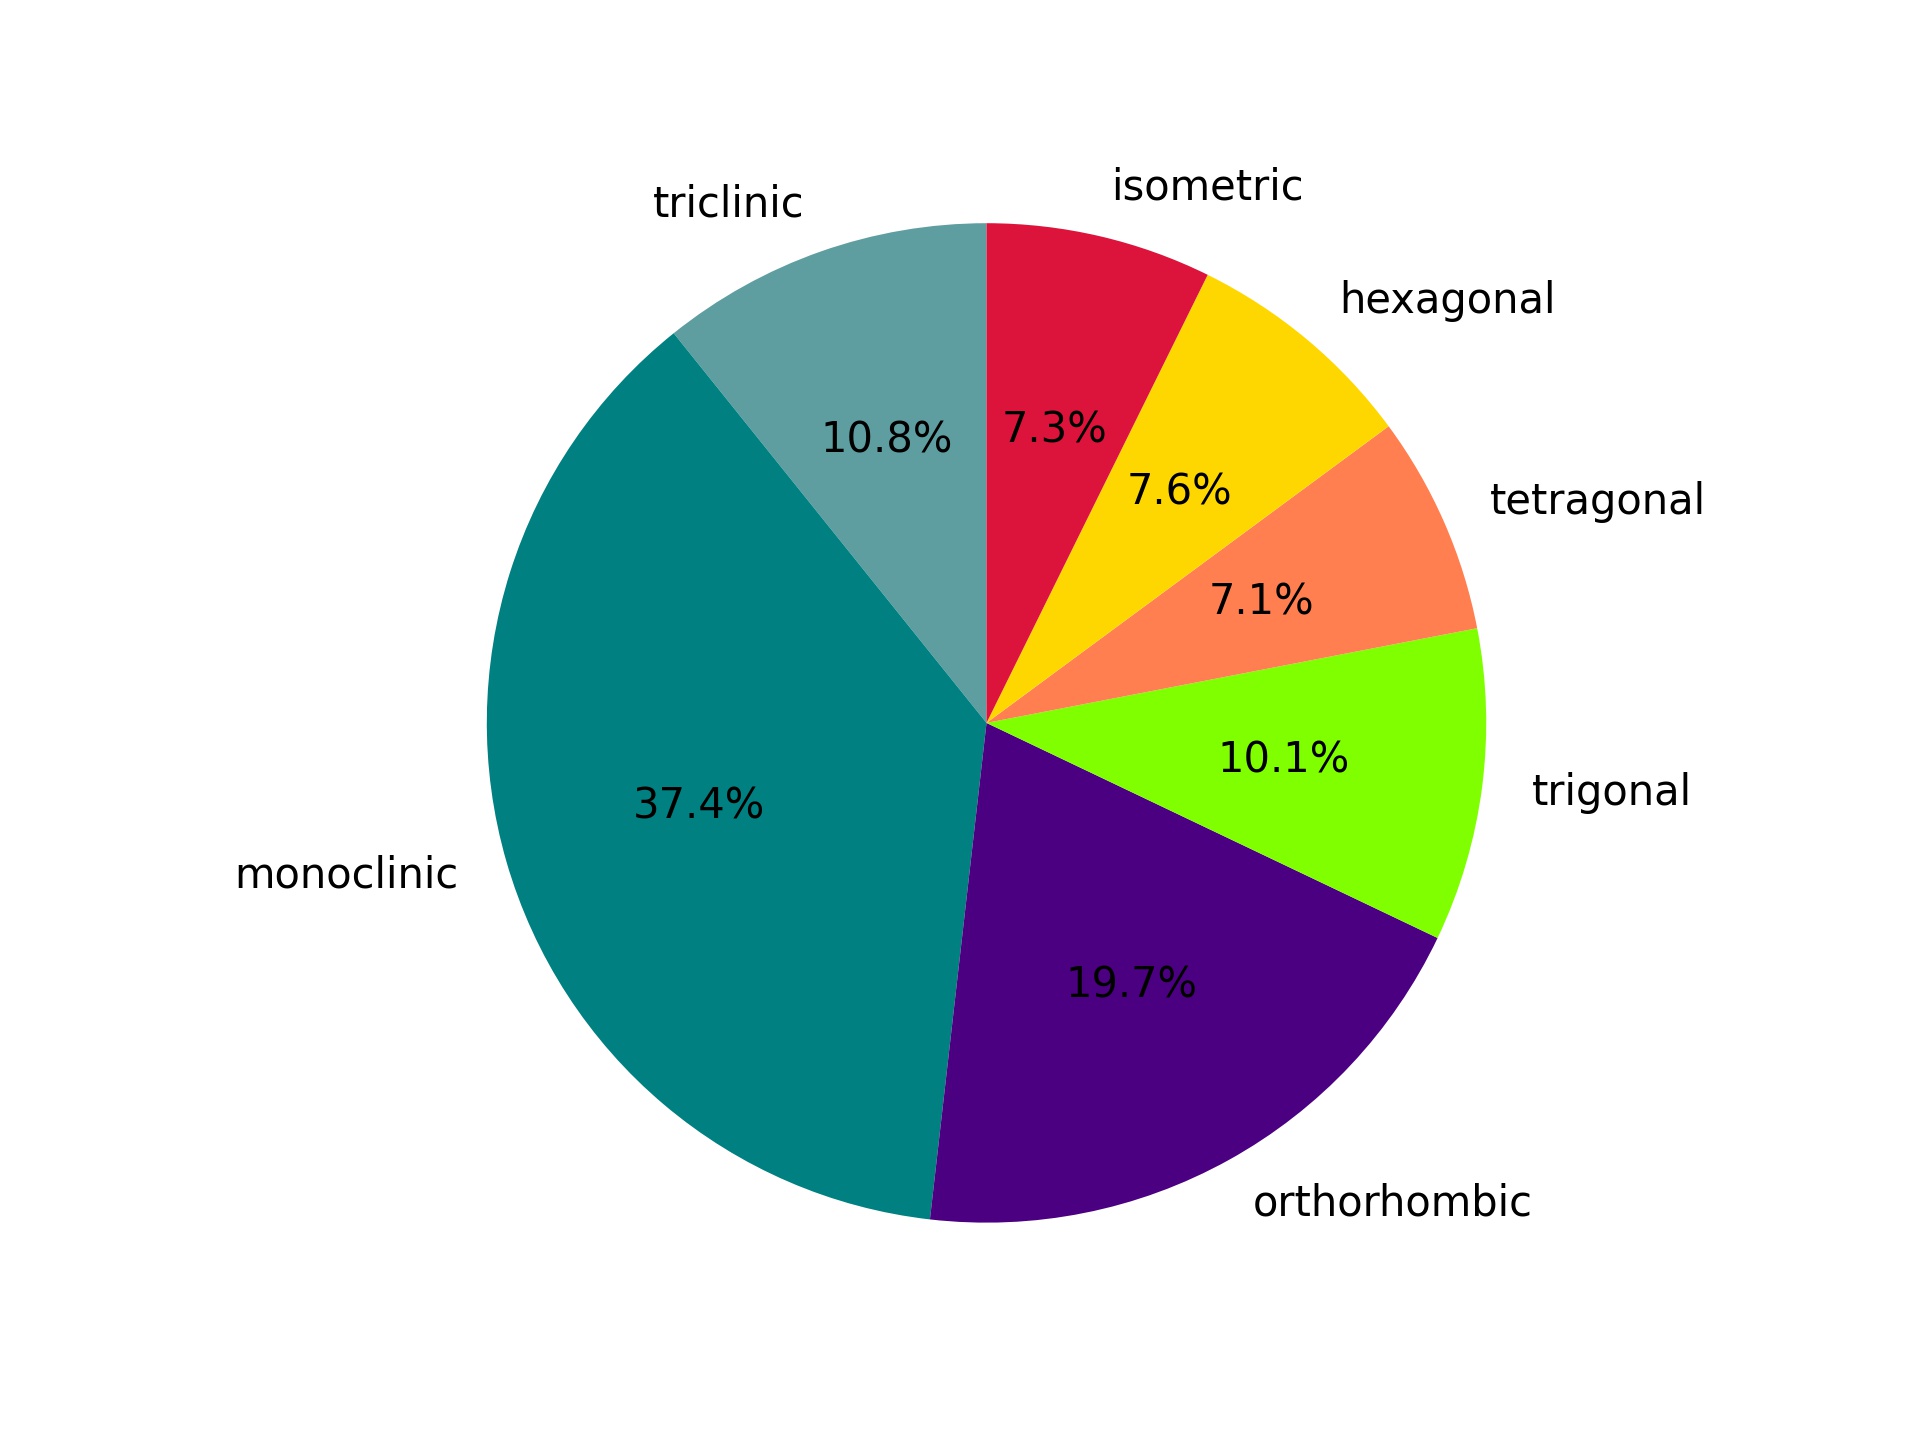 isometric
triclinic
hexagonal
7.3%
10.8%
7.6%
tetragonal
7.1%
10.1%
trigonal
37.4%
monoclinic
19.7%
orthorhombic